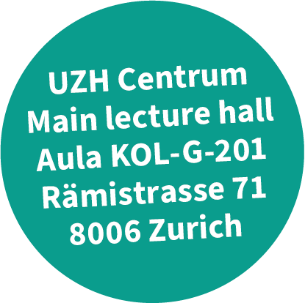 UZH Centrum
Main lecture hall
Aula KOL-G-201
Rämistrasse 71
8006 Zurich